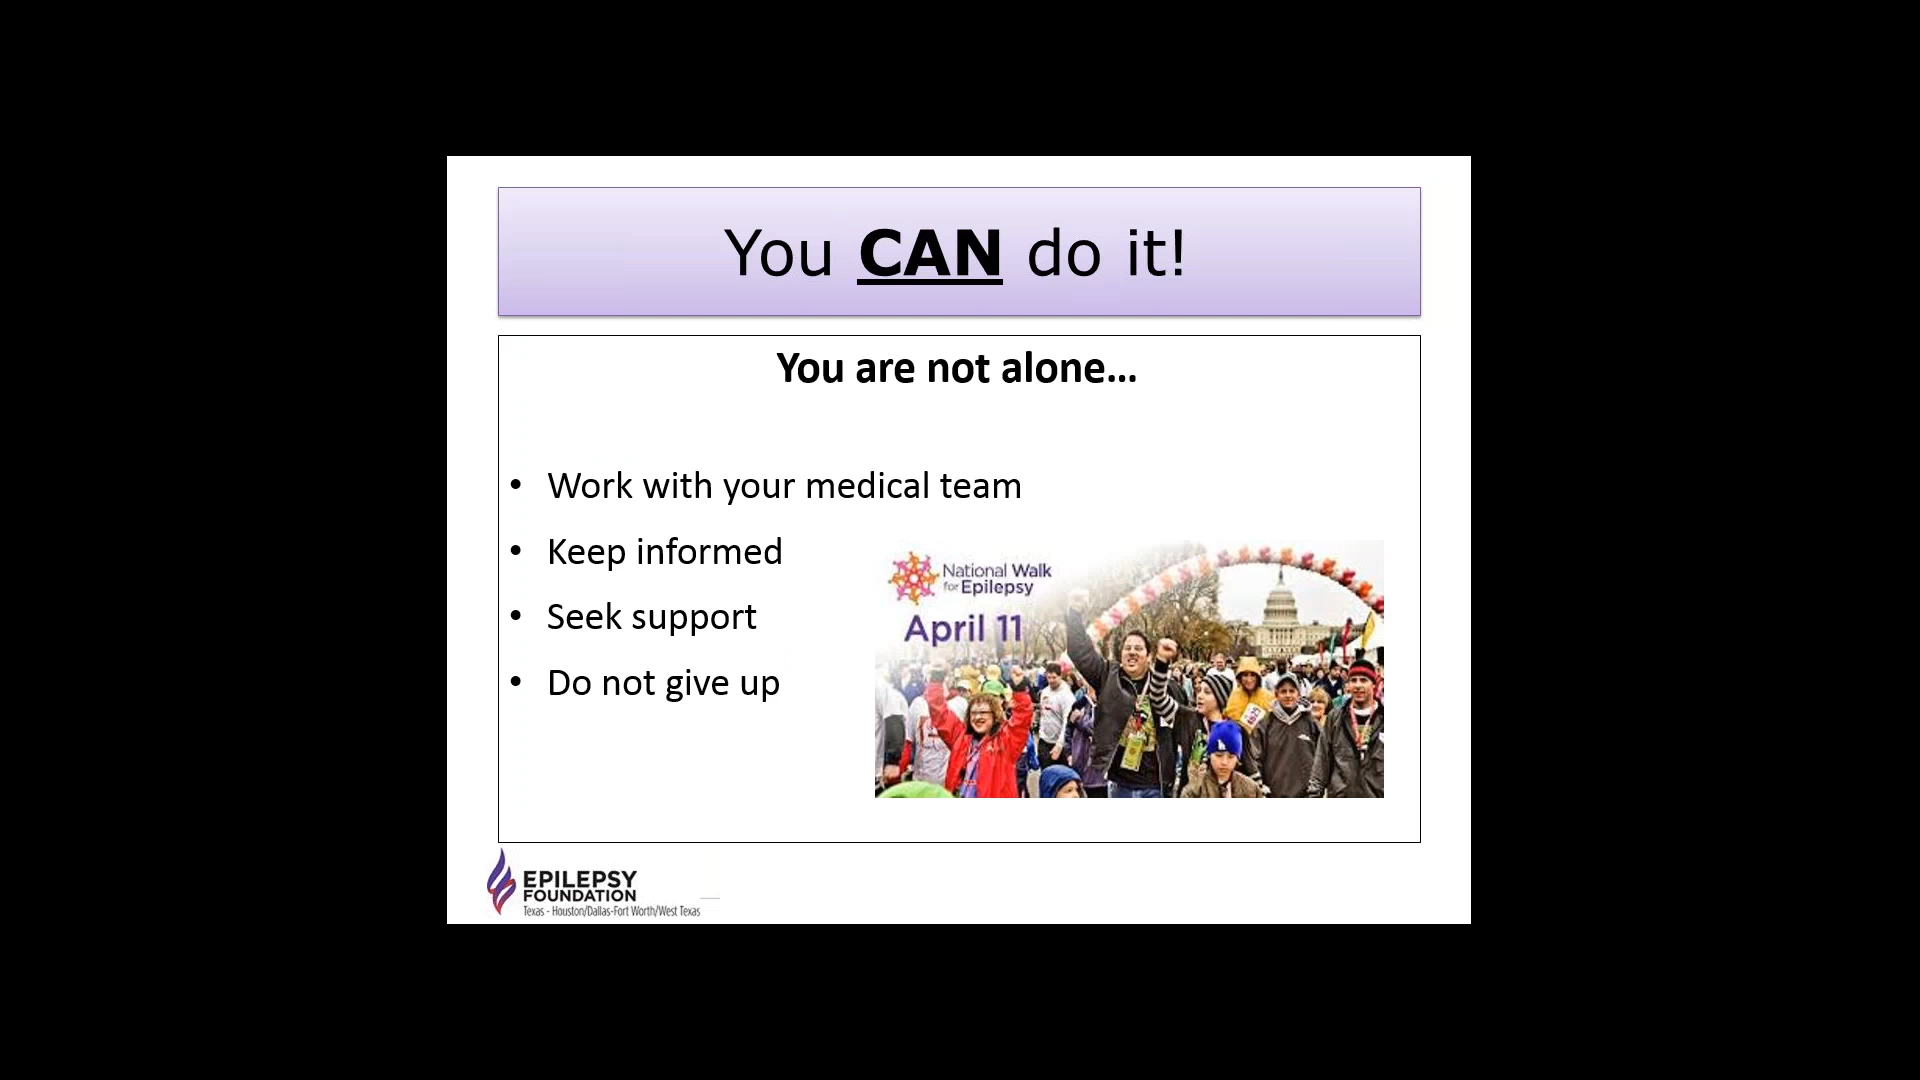 You CAN do it!
You are not alone...
• Work with your medical team
• Keep informed
• Seek support
• Do not give up
National Walk
for Epilepsy
April 11
EPILEPSY
FOUNDATION
Texas - Houston/Dallas-Fort Worth/West Texas